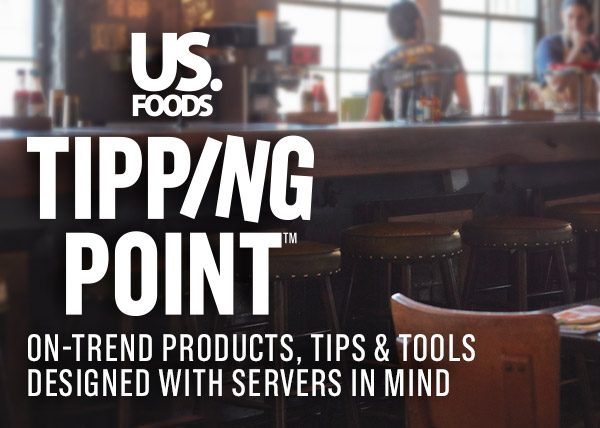 US.
FOODS
TIPPING
POINT™
ON-TREND PRODUCTS, TIPS & TOOLS
DESIGNED WITH SERVERS IN MIND